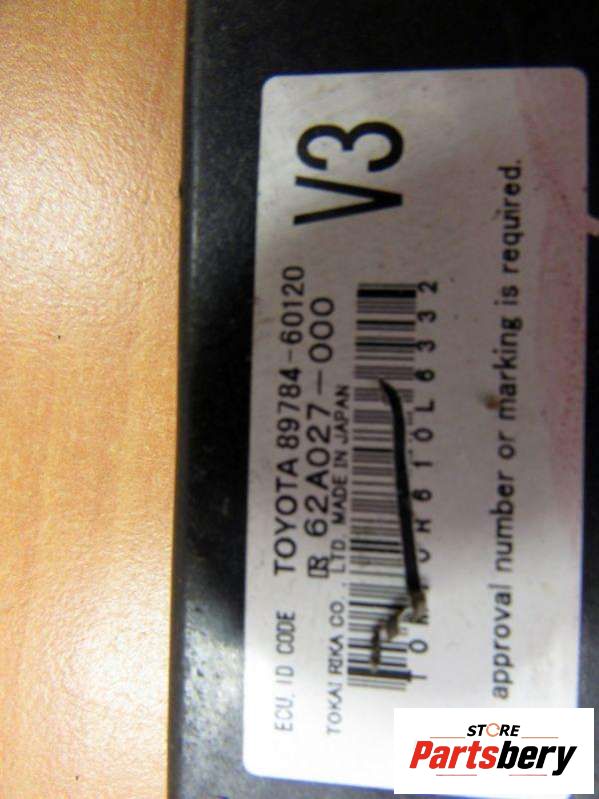 ECU, ID CODE TOYOTA 89784-60120
62A027-000
V3
TOKAI RIKA CO., LTD. MADE IN JAPAN
approval number or marking is required.
STORE
Partsbery